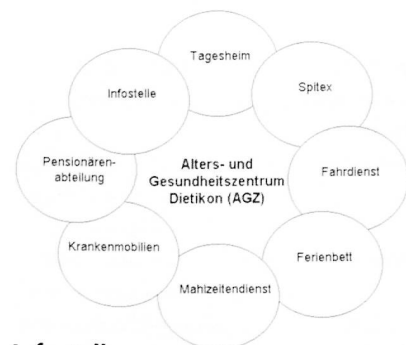 Tagesheim
Infostelle
Spitex
Pensionären-
abteilung
Alters- und
Gesundheitszentrum
Dietikon (AGZ)
Fahrdienst
Krankenmobilien
Ferienbett
Mahlzeitendienst